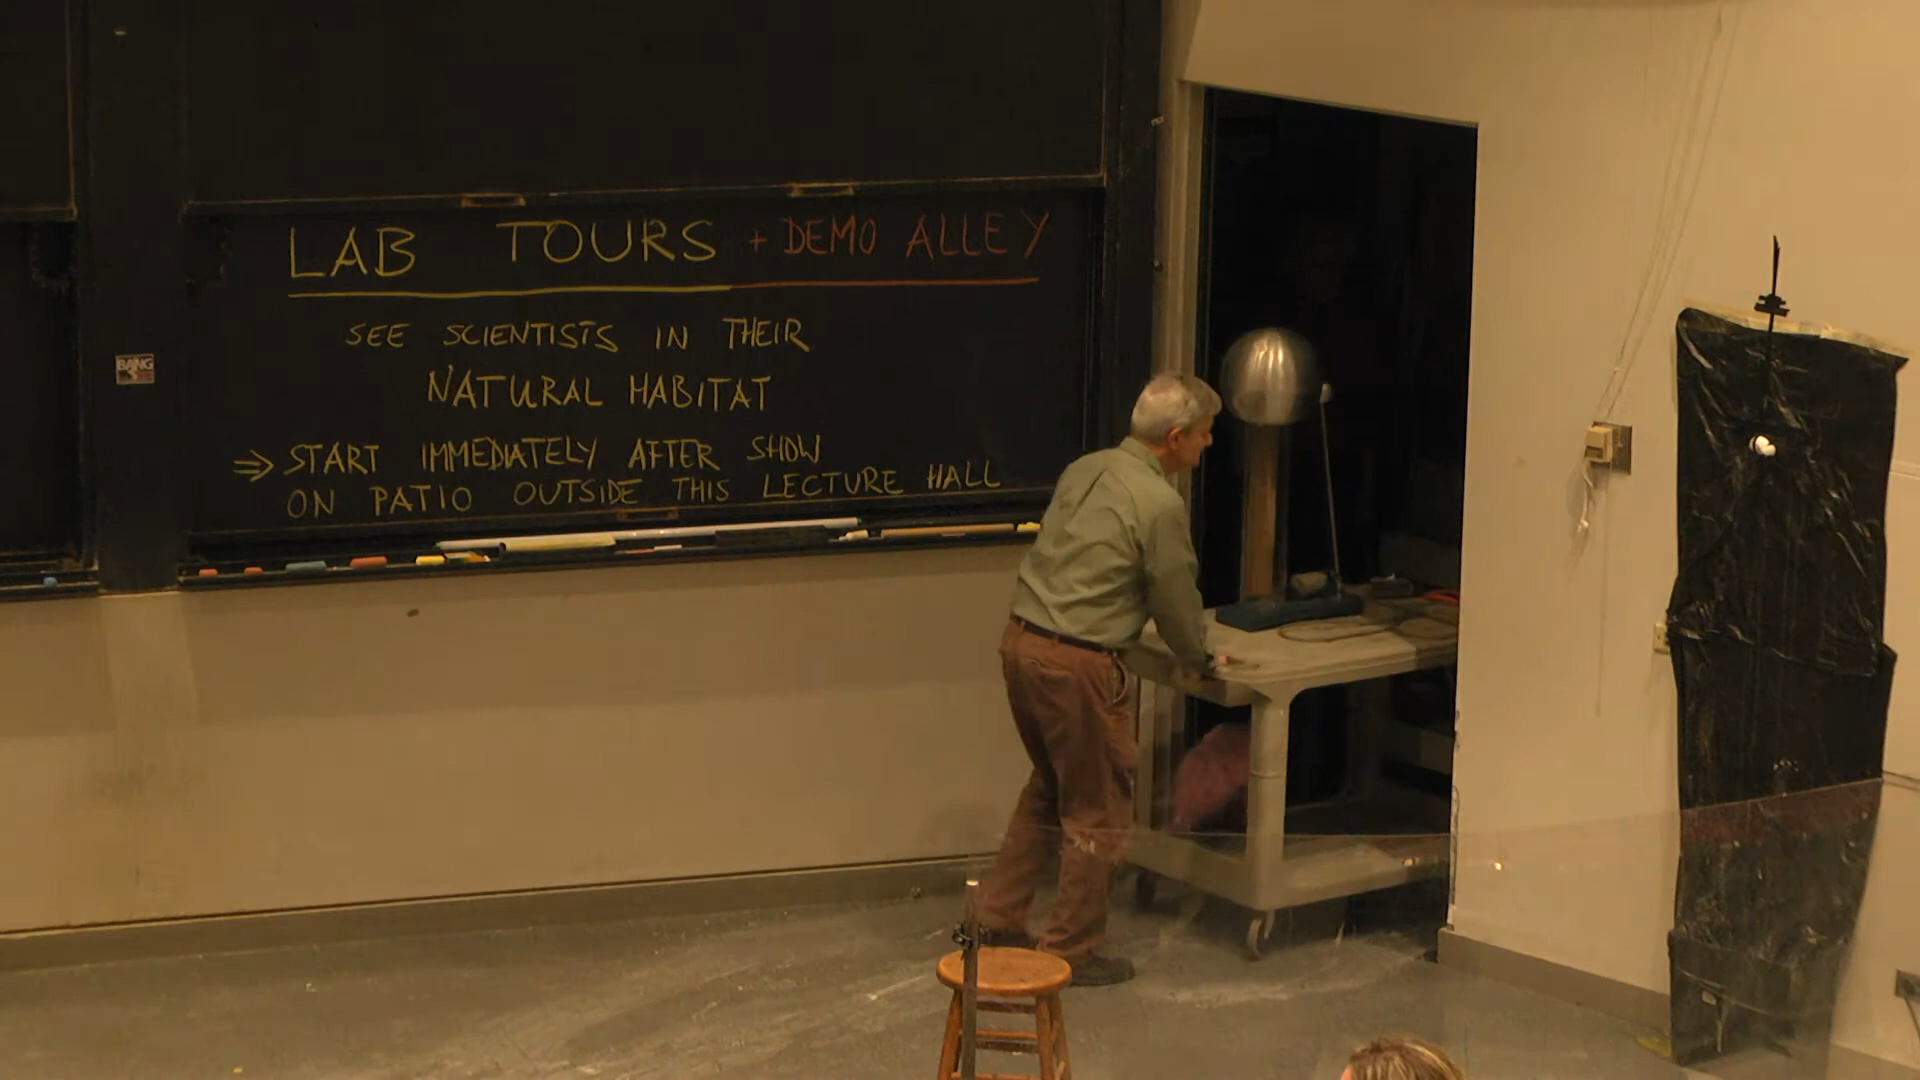 LAB TOURS + DEMO ALLEY
SEE SCIENTISTS IN THEIR
NATURAL HABITAT
⇒ START IMMEDIATELY AFTER SHOW
ON PATIO OUTSIDE THIS LECTURE HALL
BANG